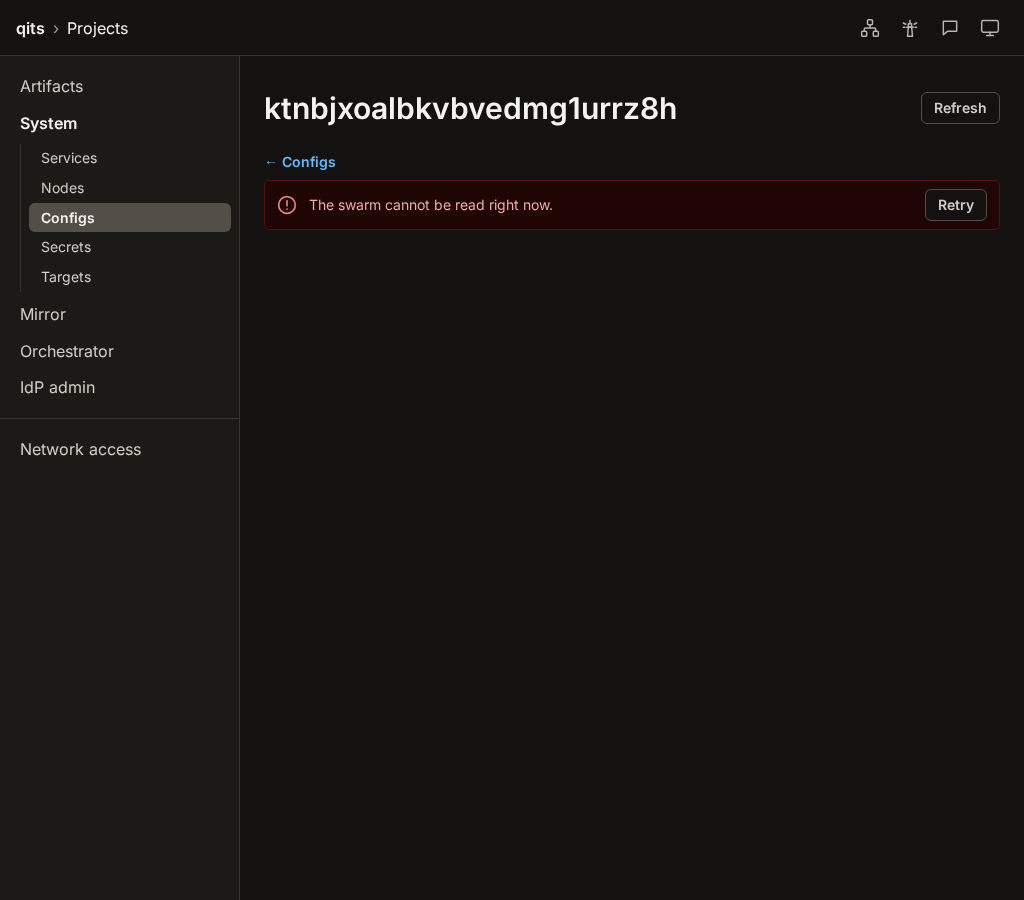 qits › Projects
Artifacts
System
Services
Nodes
Configs
Secrets
Targets
Mirror
Orchestrator
IdP admin
Network access
ktnbjxoalbkvbvedmg1urrz8h
Refresh
← Configs
The swarm cannot be read right now.
Retry